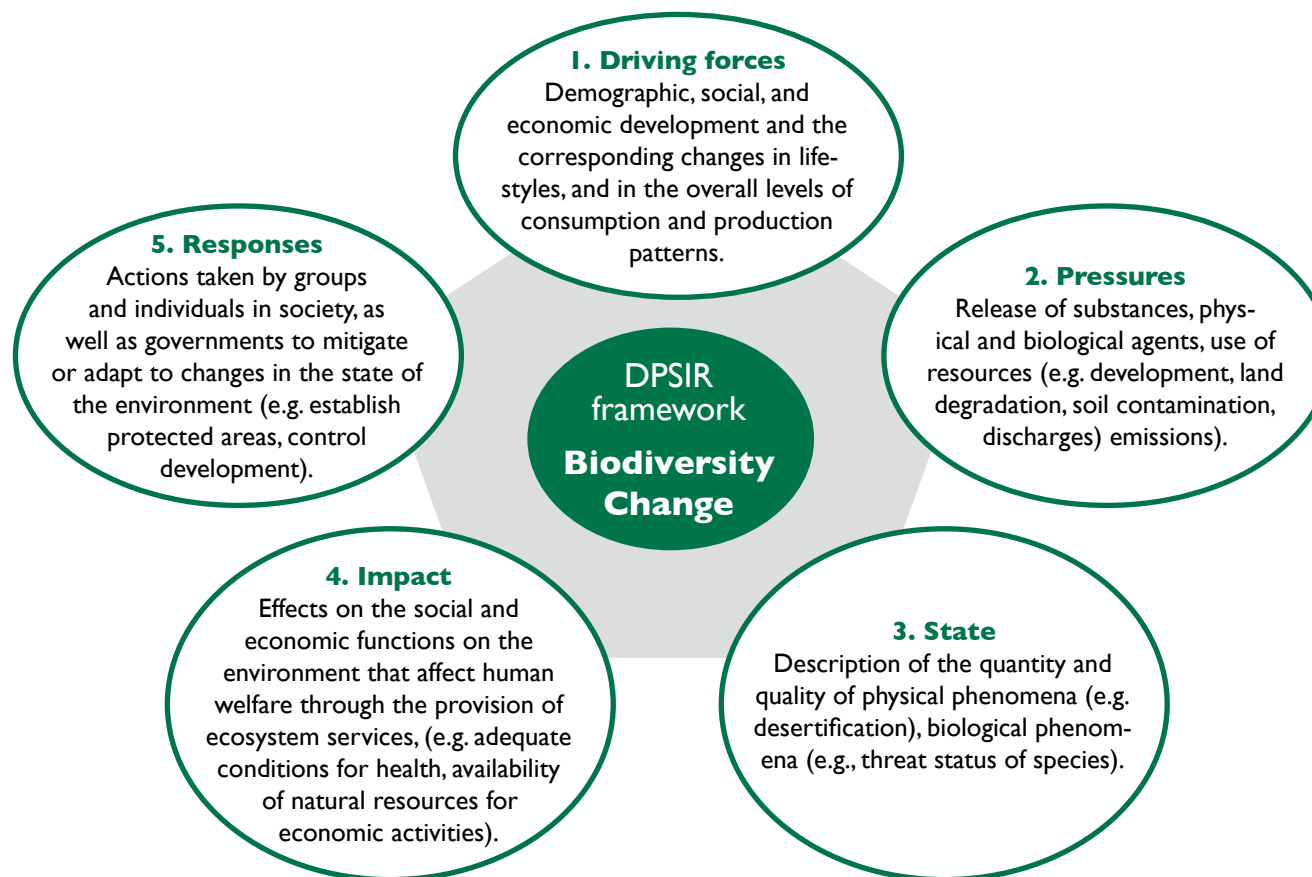 1. Driving forces
Demographic, social, and
economic development and the
corresponding changes in life-
styles, and in the overall levels of
consumption and production
patterns.
2. Pressures
Release of substances, phys-
ical and biological agents, use of
resources (e.g. development, land
degradation, soil contamination,
discharges) emissions).
3. State
Description of the quantity and
quality of physical phenomena (e.g.
desertification), biological phenom-
ena (e.g., threat status of species).
4. Impact
Effects on the social and
economic functions on the
environment that affect human
welfare through the provision of
ecosystem services, (e.g. adequate
conditions for health, availability
of natural resources for
economic activities).
5. Responses
Actions taken by groups
and individuals in society, as
well as governments to mitigate
or adapt to changes in the state of
the environment (e.g. establish
protected areas, control
development).
DPSIR
framework
Biodiversity
Change